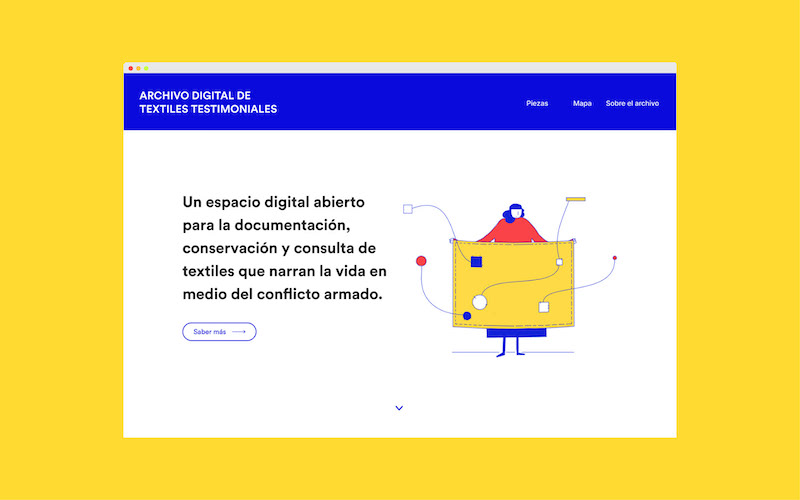 ARCHIVO DIGITAL DE
TEXTILES TESTIMONIALES
Piezas
Mapa
Sobre el archivo
Un espacio digital abierto
para la documentación,
conservación y consulta de
textiles que narran la vida en
medio del conflicto armado.
Saber más